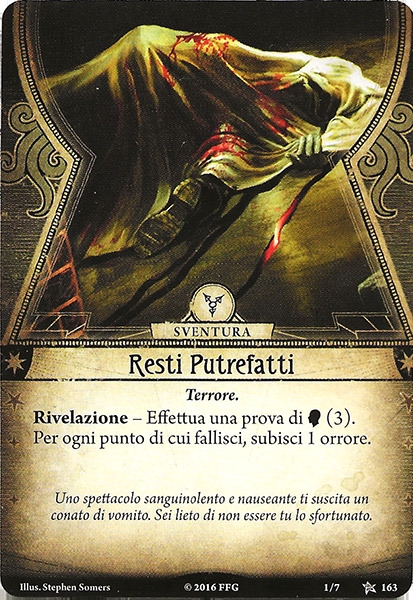 SVENTURA
Resti Putrefatti
Terrore.
Rivelazione – Effettua una prova di (3).
Per ogni punto di cui fallisci, subisci 1 orrore.
Uno spettacolo sanguinolento e nauseante ti suscita un
conato di vomito. Sei lieto di non essere tu lo sfortunato.
Illus. Stephen Somers © 2016 FFG 1/7 163